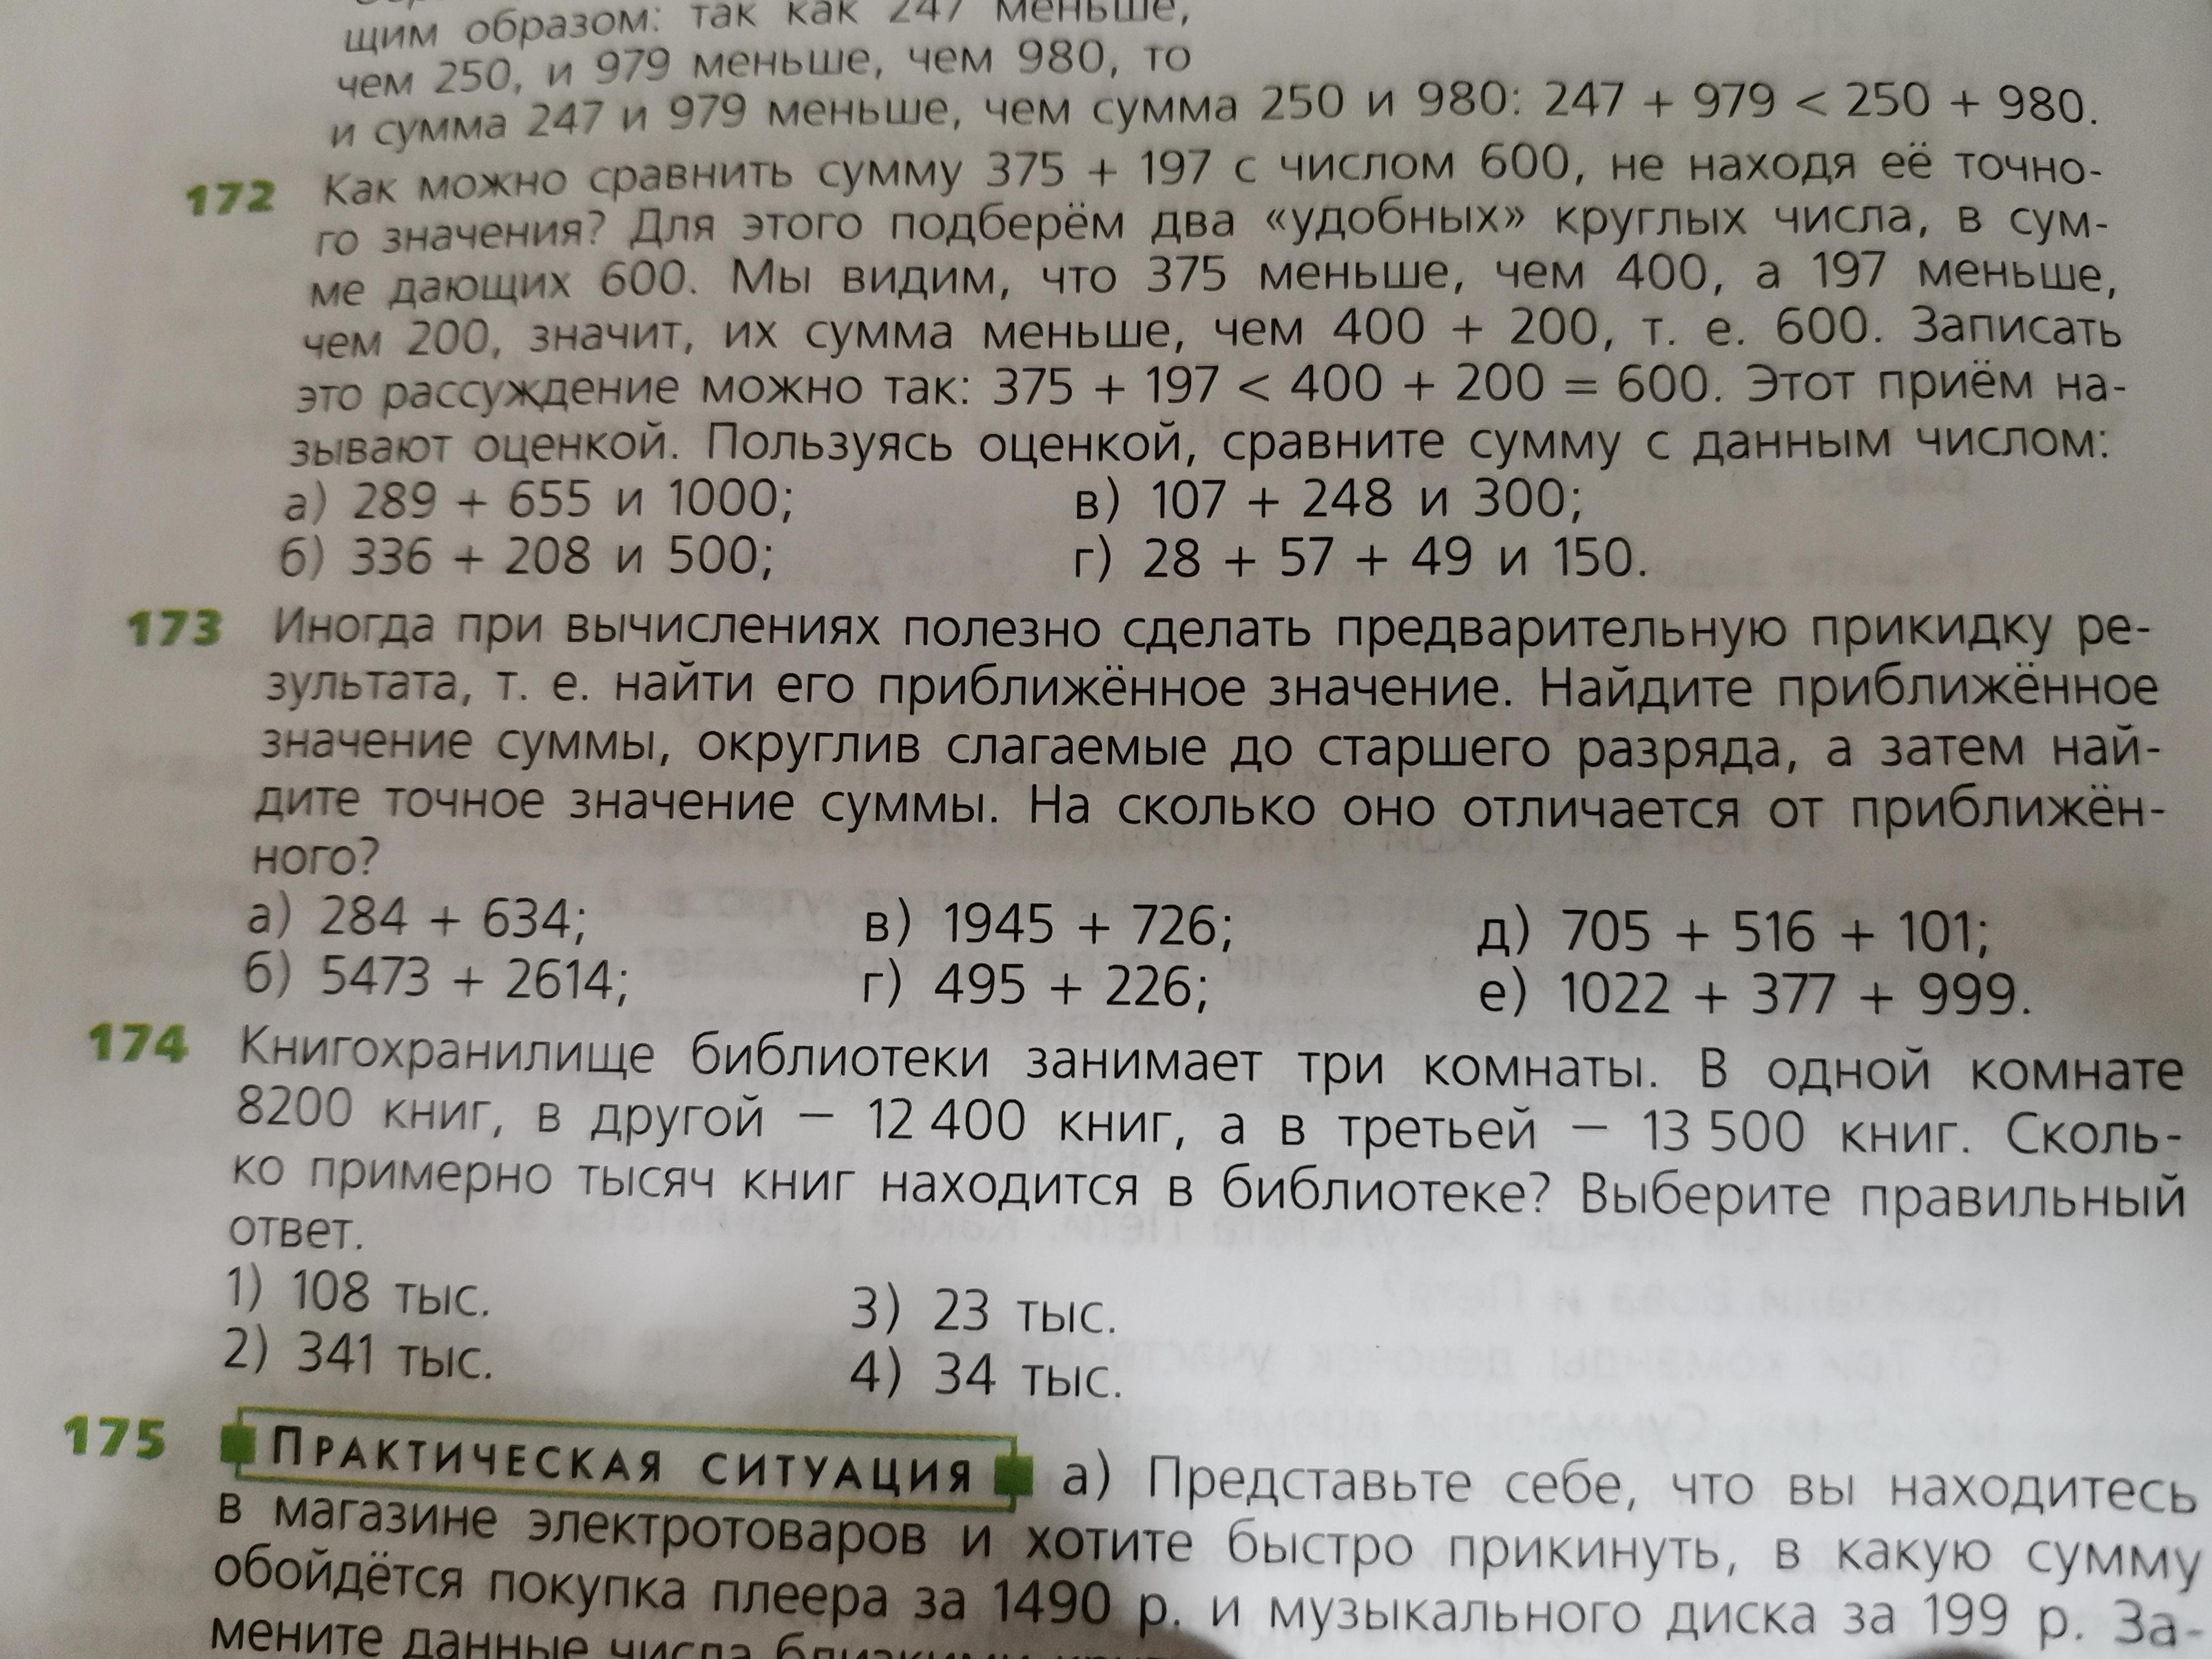 щим образом: так как 247 меньше,
чем 250, и 979 меньше, чем 980, то
и сумма 247 и 979 меньше, чем сумма 250 и 980: 247 + 979 < 250 + 980.
172 Как можно сравнить сумму 375 + 197 с числом 600, не находя её точно-
го значения? Для этого подберём два «удобных» круглых числа, в сум-
ме дающих 600. Мы видим, что 375 меньше, чем 400, а 197 меньше,
чем 200, значит, их сумма меньше, чем 400 + 200, т. е. 600. Записать
это рассуждение можно так: 375 + 197 < 400 + 200 = 600. Этот приём на-
зывают оценкой. Пользуясь оценкой, сравните сумму с данным числом:
а) 289 + 655 и 1000; в) 107 + 248 и 300;
б) 336 + 208 и 500; г) 28 + 57 + 49 и 150.
173 Иногда при вычислениях полезно сделать предварительную прикидку ре-
зультата, т. е. найти его приближённое значение. Найдите приближённое
значение суммы, округлив слагаемые до старшего разряда, а затем най-
дите точное значение суммы. На сколько оно отличается от приближён-
ного?
а) 284 + 634; в) 1945 + 726; д) 705 + 516 + 101;
б) 5473 + 2614; г) 495 + 226; е) 1022 + 377 + 999.
174 Книгохранилище библиотеки занимает три комнаты. В одной комнате
8200 книг, в другой — 12 400 книг, а в третьей — 13 500 книг. Сколь-
ко примерно тысяч книг находится в библиотеке? Выберите правильный
ответ.
1) 108 тыс. 3) 23 тыс.
2) 341 тыс. 4) 34 тыс.
175 ПРАКТИЧЕСКАЯ СИТУАЦИЯ а) Представьте себе, что вы находитесь
в магазине электротоваров и хотите быстро прикинуть, в какую сумму
обойдётся покупка плеера за 1490 р. и музыкального диска за 199 р. За-
мените данные числа близкими